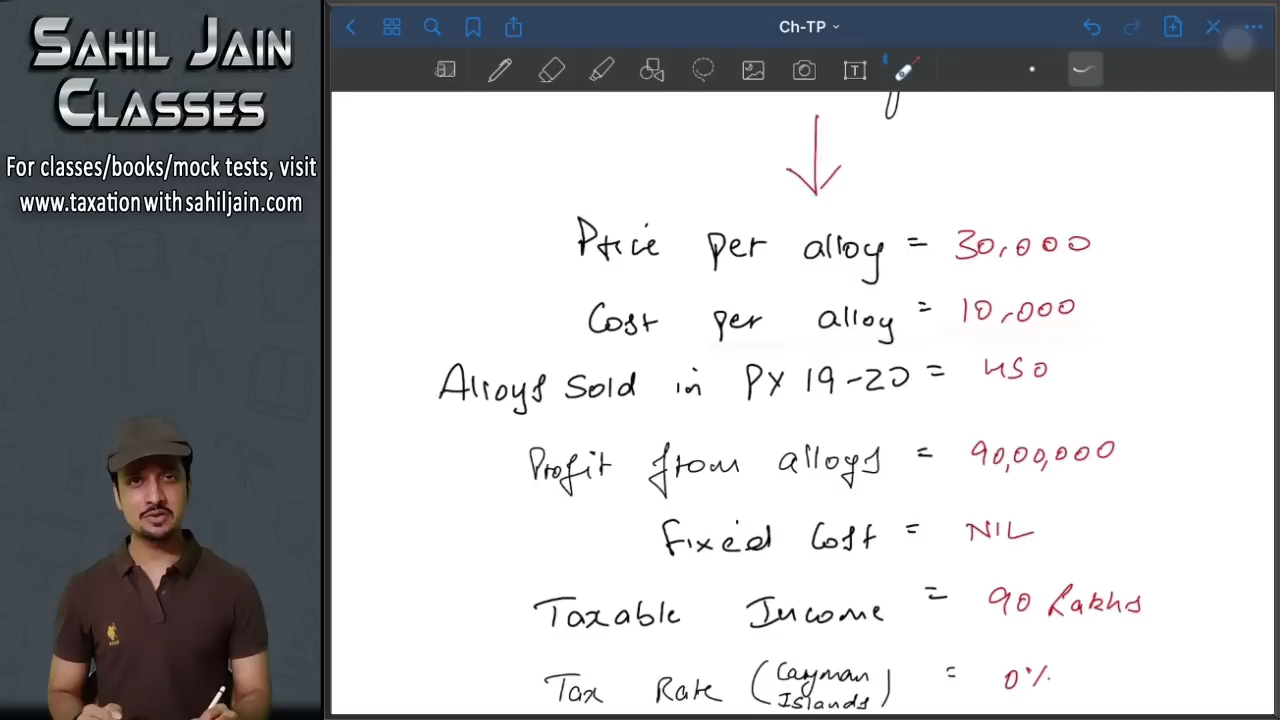 SAHIL JAIN
CLASSES
For classes/books/mock tests, visit
www.taxationwithsahiljain.com
Ch-TP
Price per alloy = 30,000
Cost per alloy = 10,000
Alloys Sold in PY 19-20 = 450
Profit from alloys = 90,00,000
Fixed Cost = NIL
Taxable Income = 90 Lakhs
Tax Rate (Cayman Islands) = 0%